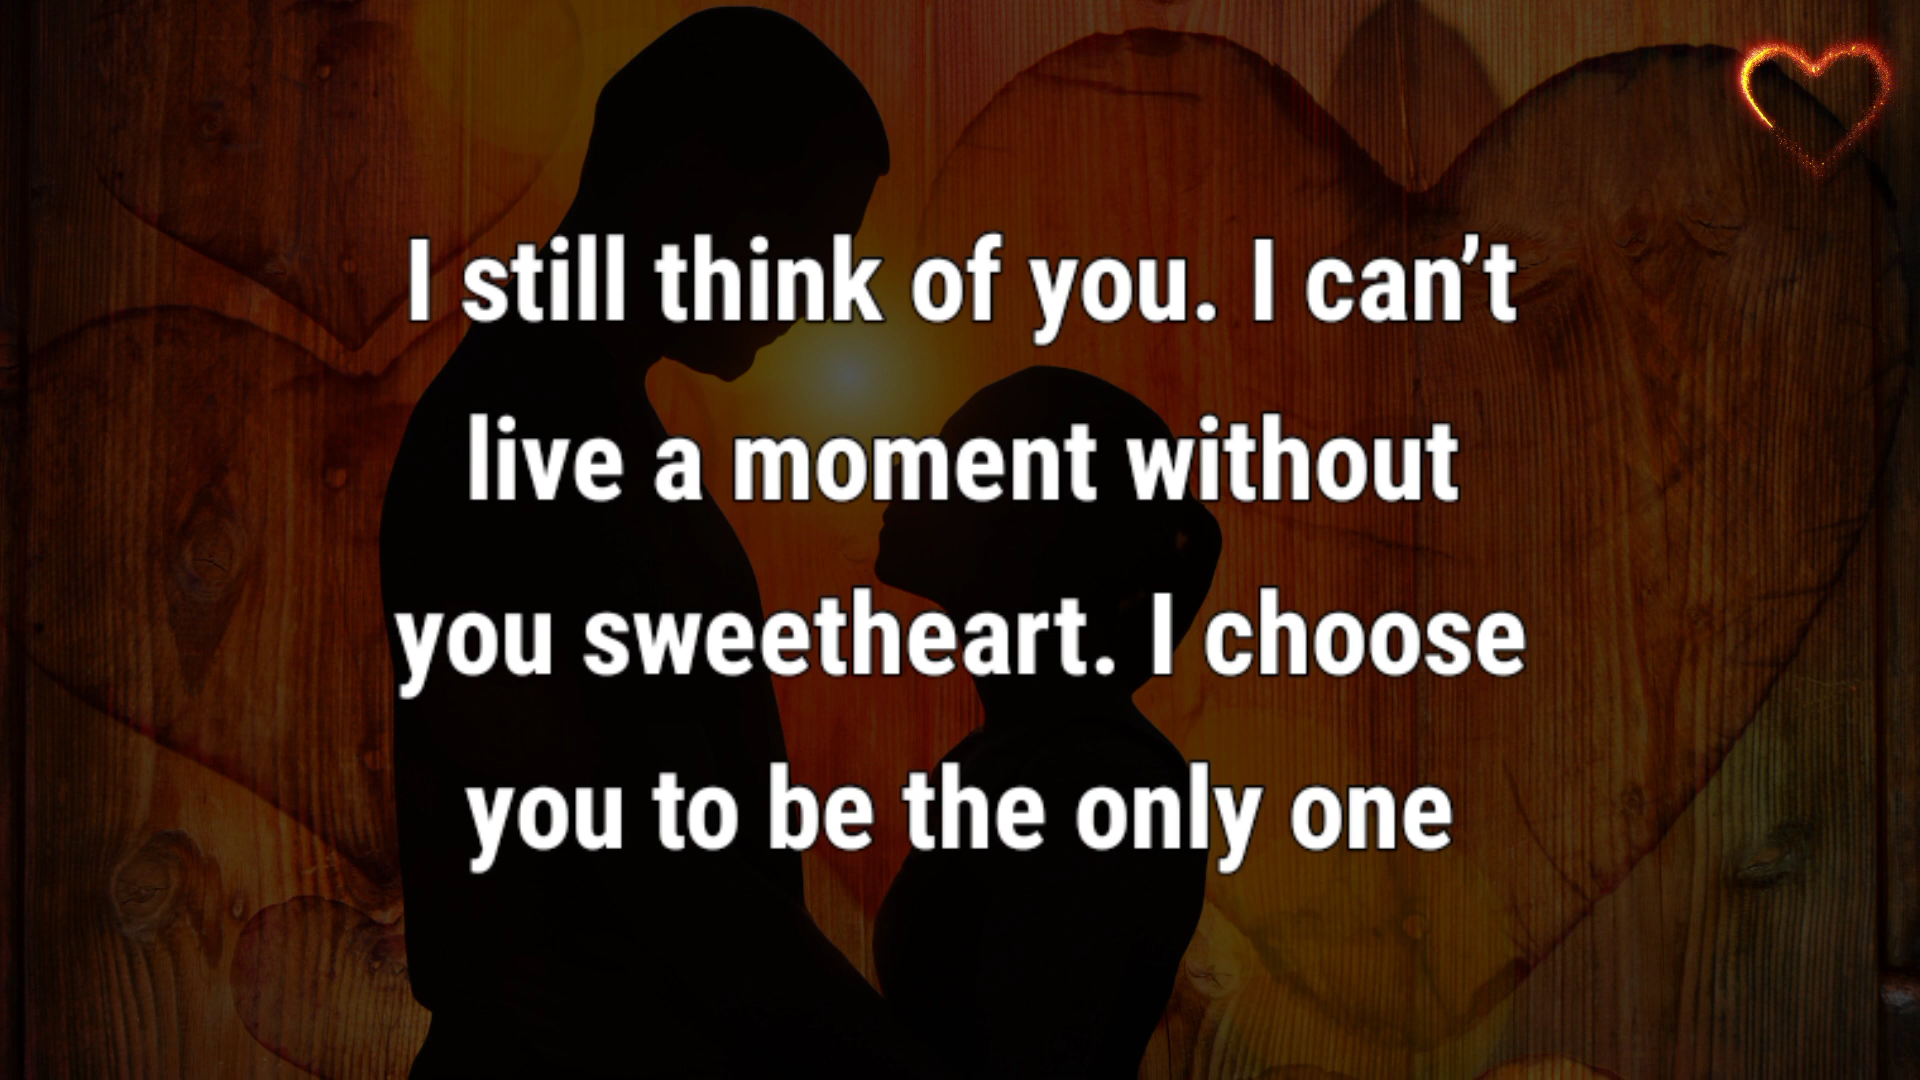 I still think of you. I can’t
live a moment without
you sweetheart. I choose
you to be the only one